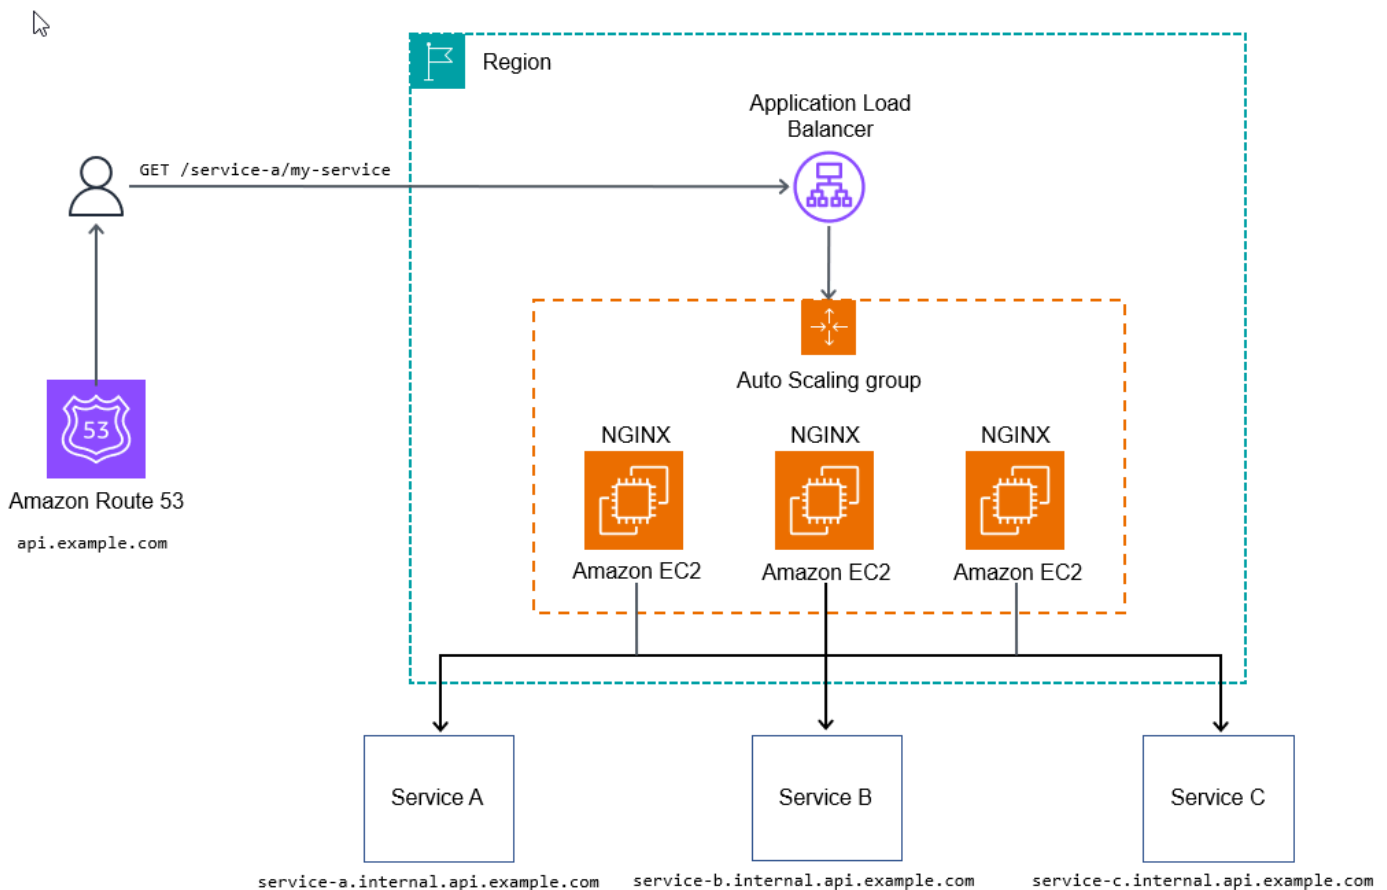 Region
Application Load
Balancer
GET /service-a/my-service
Auto Scaling group
53
Amazon Route 53
api.example.com
NGINX
NGINX
NGINX
Amazon EC2
Amazon EC2
Amazon EC2
Service A
Service B
Service C
service-a.internal.api.example.com
service-b.internal.api.example.com
service-c.internal.api.example.com